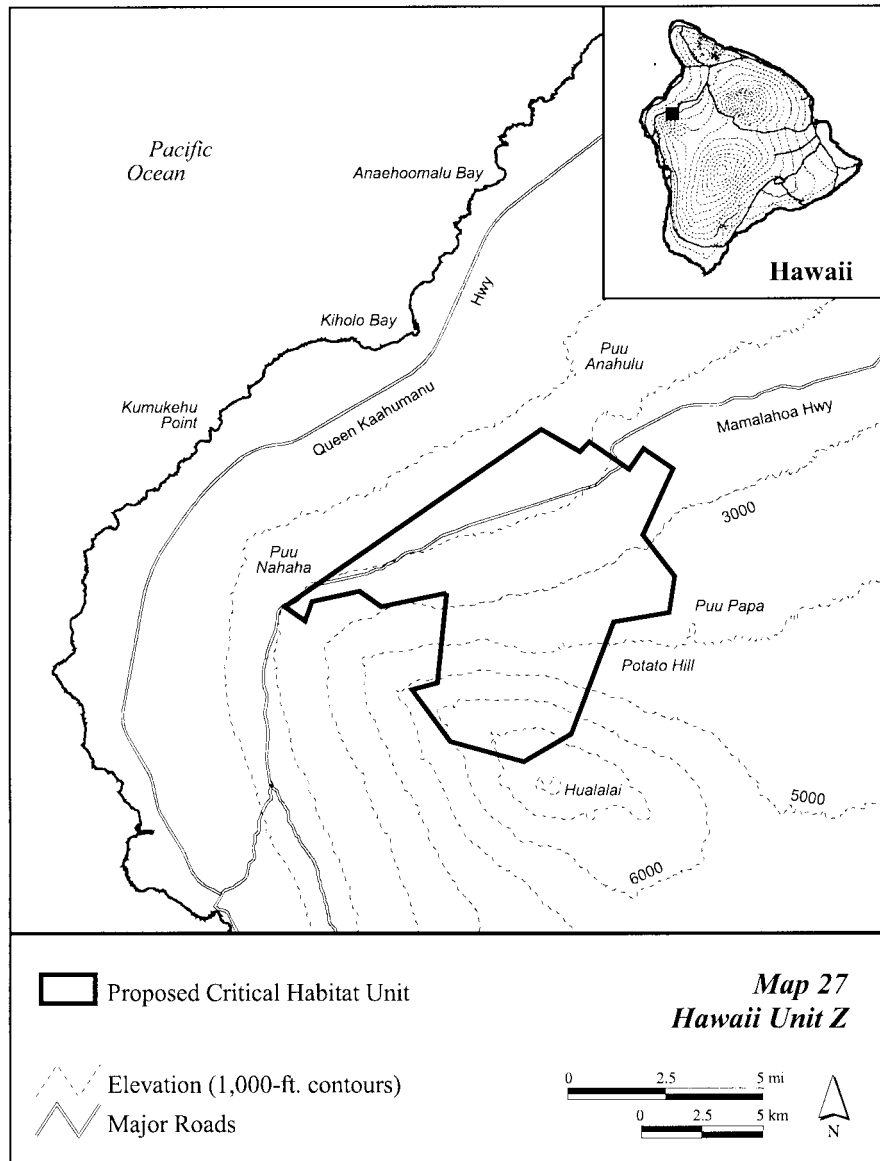 Pacific
Ocean
Anaehoomalu Bay
Hawaii
Hwy
Kiholo Bay
Puu
Anahulu
Kumukehu
Point
Queen Kaahumanu
Mamalahoa Hwy
3000
Puu
Nahaha
Puu Papa
Potato Hill
Hualalai
5000
6000
Proposed Critical Habitat Unit
Map 27
Hawaii Unit Z
Elevation (1,000-ft. contours)
Major Roads
0 2.5 5 mi
0 2.5 5 km
N